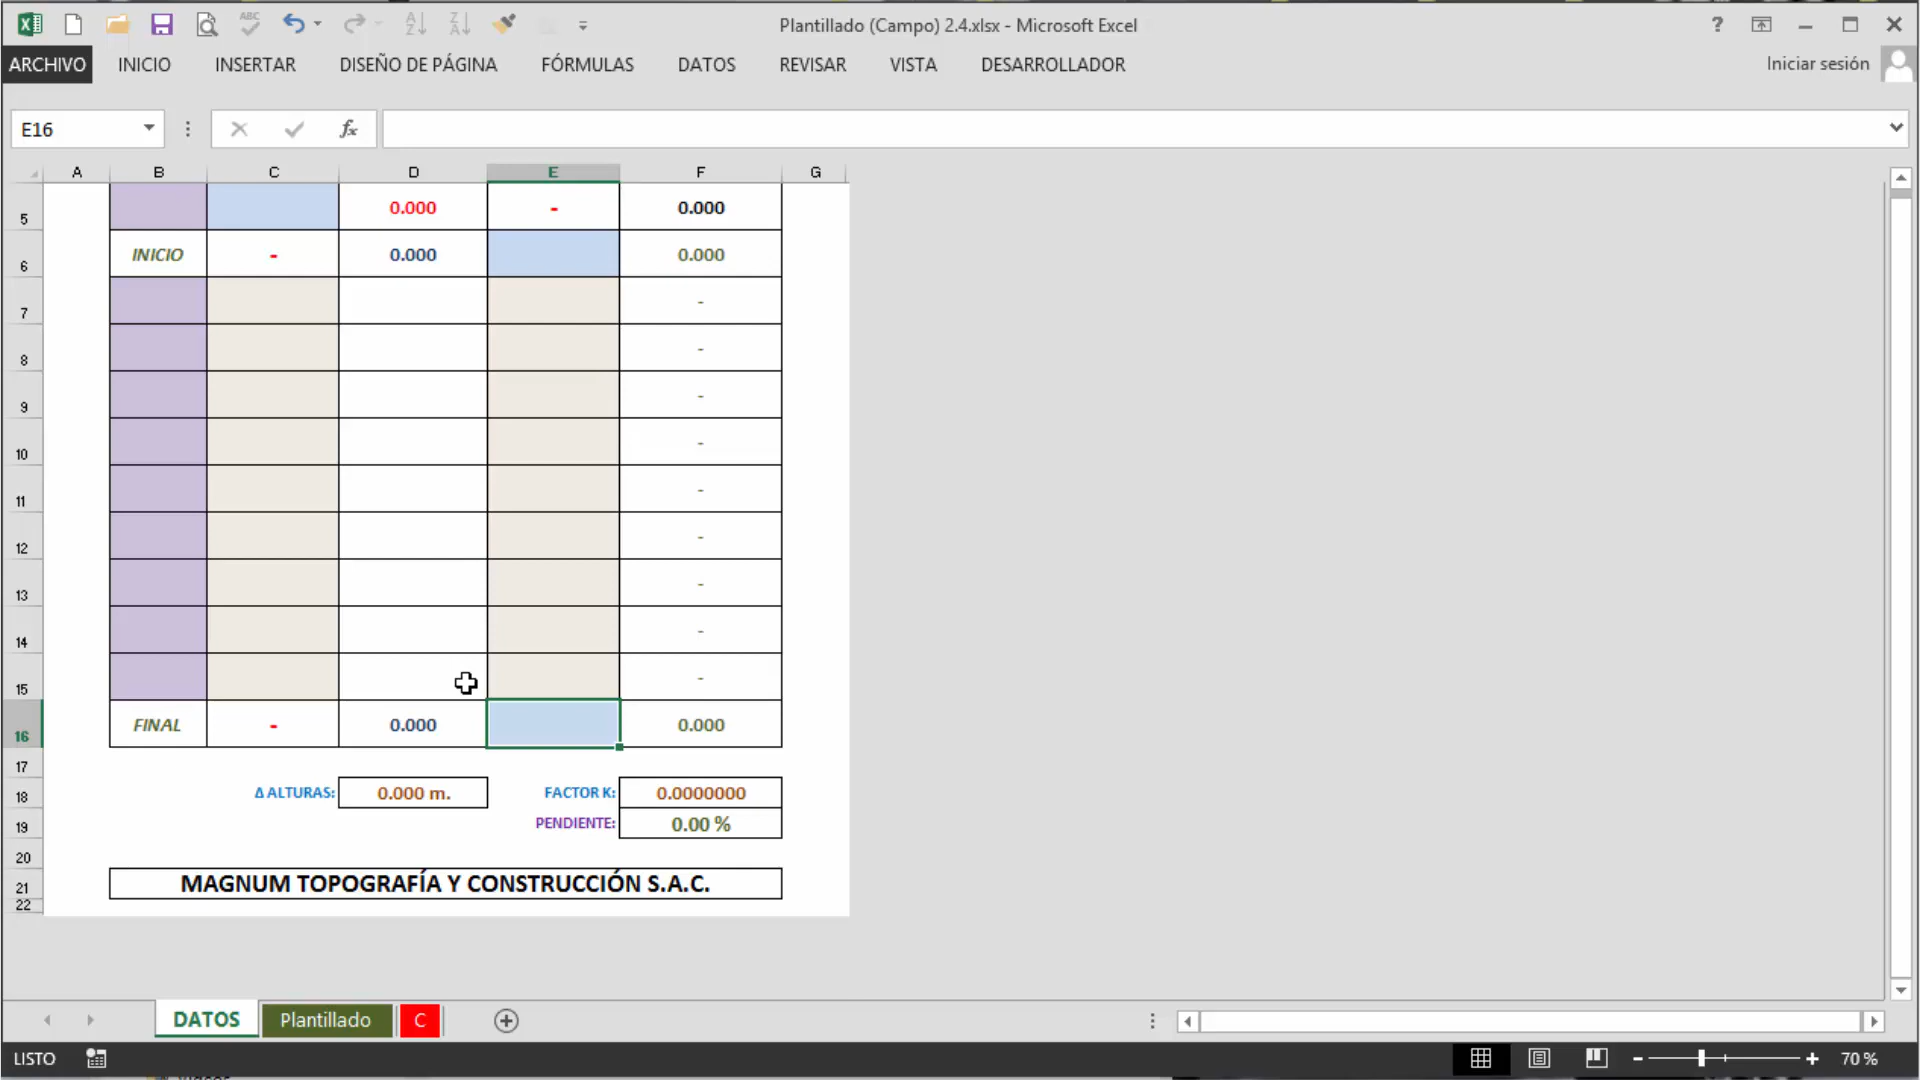 Plantillado (Campo) 2.4.xlsx - Microsoft Excel
ARCHIVO INICIO INSERTAR DISEÑO DE PÁGINA FÓRMULAS DATOS REVISAR VISTA DESARROLLADOR Iniciar sesión
E16 fx
A B C D E F G
5 0.000 - 0.000
6 INICIO - 0.000 0.000
7 -
8 -
9 -
10 -
11 -
12 -
13 -
14 -
15 -
16 FINAL - 0.000 0.000
17
18 Δ ALTURAS: 0.000 m. FACTOR K: 0.0000000
19 PENDIENTE: 0.00 %
20
21 MAGNUM TOPOGRAFÍA Y CONSTRUCCIÓN S.A.C.
22
DATOS Plantillado C
LISTO 70 %